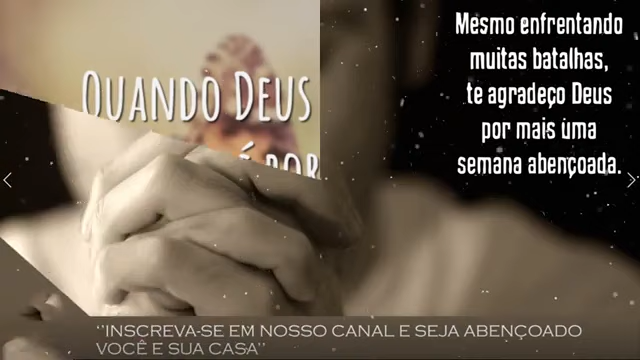 Mesmo enfrentando
muitas batalhas,
te agradeço Deus
por mais uma
semana abençoada.
QUANDO DEUS
É POR
‘’INSCREVA-SE EM NOSSO CANAL E SEJA ABENÇOADO
VOCÊ E SUA CASA’’